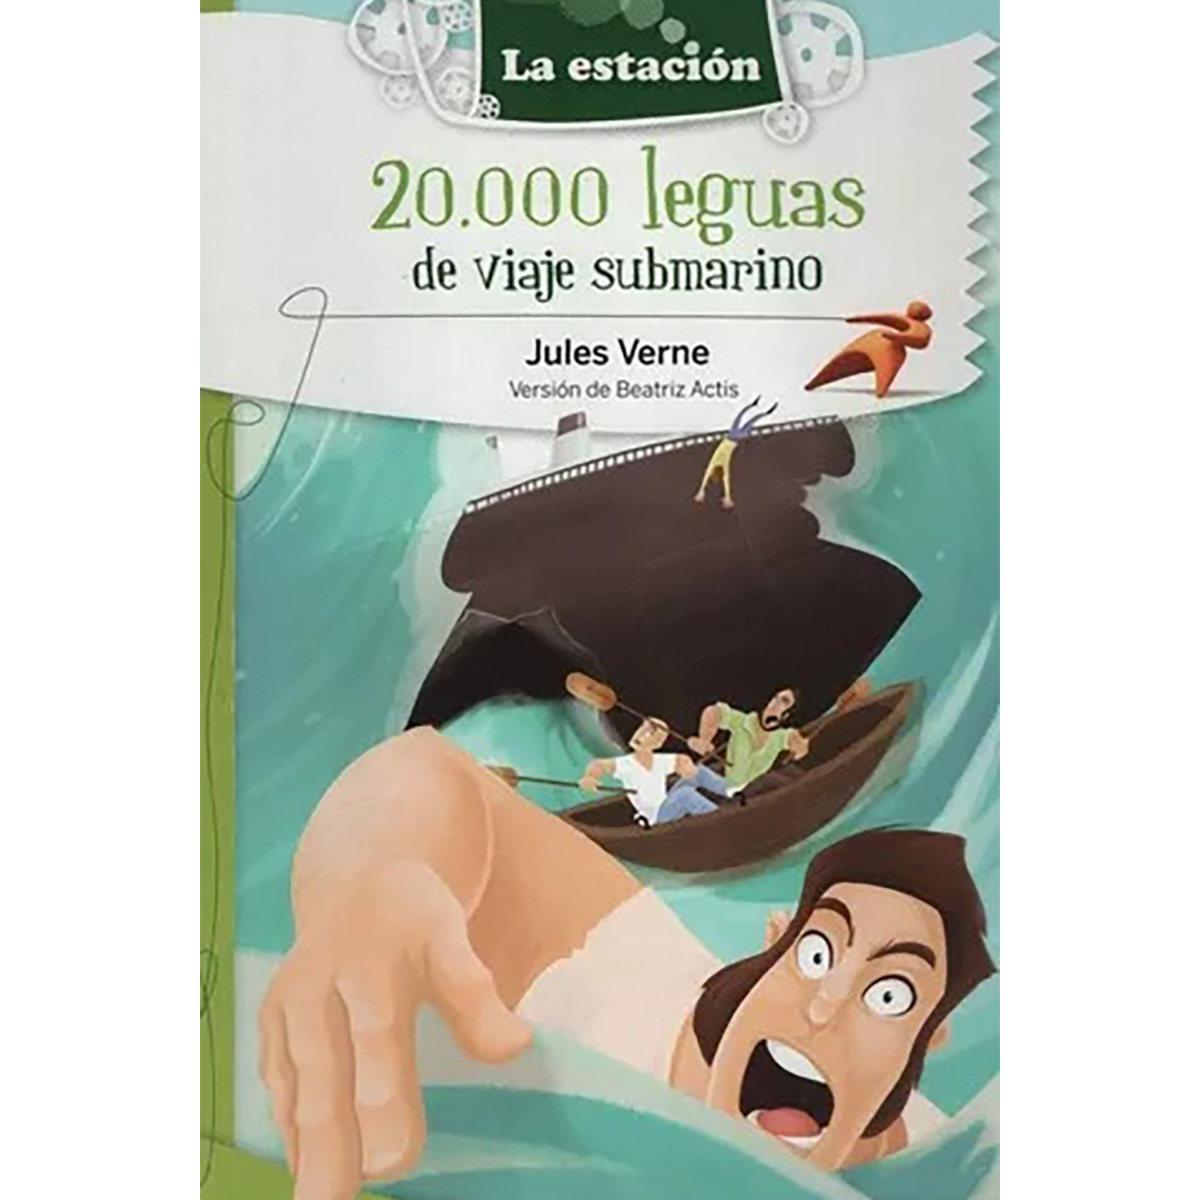 La estación
20.000 leguas
de viaje submarino
Jules Verne
Versión de Beatriz Actis